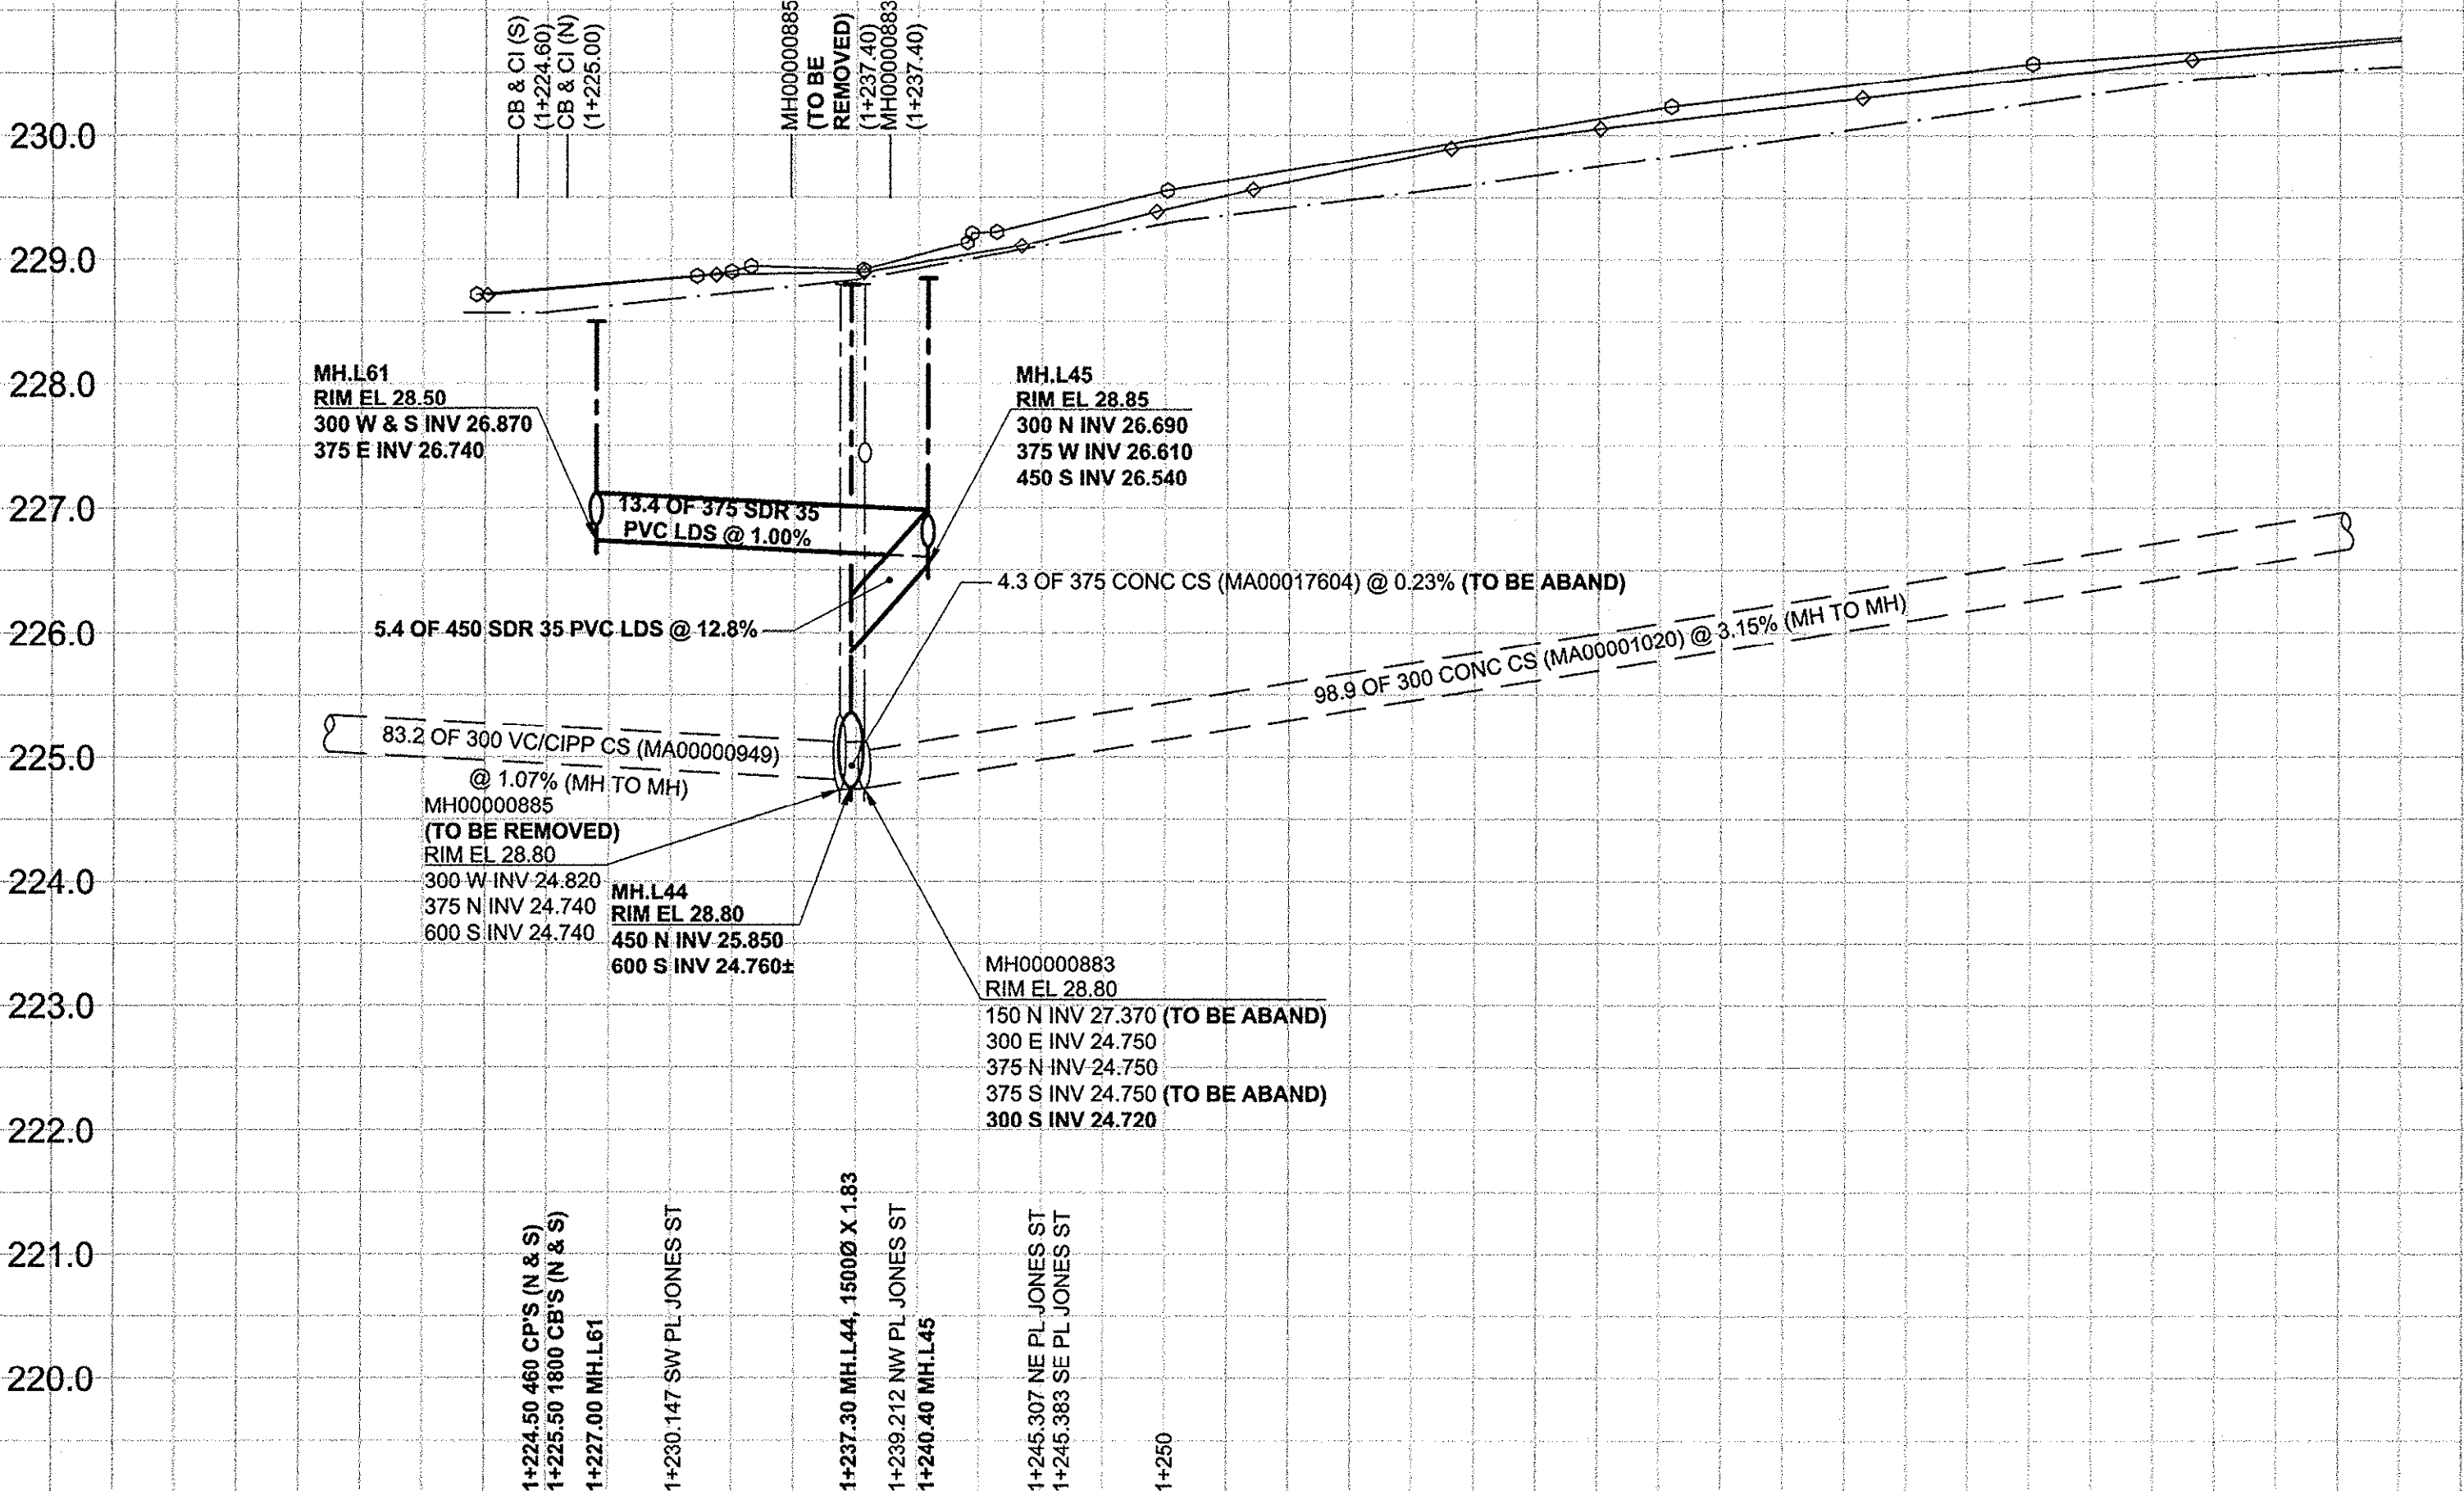 CB & CI (S)
(1+224.60)
CB & CI (N)
(1+225.00)
MH00000885
(TO BE
REMOVED)
(1+237.40)
MH00000883
(1+237.40)
230.0
229.0
228.0
227.0
226.0
225.0
224.0
223.0
222.0
221.0
220.0
MH.L61
RIM EL 28.50
300 W & S INV 26.870
375 E INV 26.740
MH.L45
RIM EL 28.85
300 N INV 26.690
375 W INV 26.610
450 S INV 26.540
13.4 OF 375 SDR 35
PVC LDS @ 1.00%
4.3 OF 375 CONC CS (MA00017604) @ 0.23% (TO BE ABAND)
5.4 OF 450 SDR 35 PVC LDS @ 12.8%
98.9 OF 300 CONC CS (MA00001020) @ 3.15% (MH TO MH)
83.2 OF 300 VC/CIPP CS (MA00000949)
@ 1.07% (MH TO MH)
MH00000885
(TO BE REMOVED)
RIM EL 28.80
300 W INV 24.820
375 N INV 24.740
600 S INV 24.740
MH.L44
RIM EL 28.80
450 N INV 25.850
600 S INV 24.760±
MH00000883
RIM EL 28.80
150 N INV 27.370 (TO BE ABAND)
300 E INV 24.750
375 N INV 24.750
375 S INV 24.750 (TO BE ABAND)
300 S INV 24.720
1+224.50 460 CP'S (N & S)
1+225.50 1800 CB'S (N & S)
1+227.00 MH.L61
1+230.147 SW PL JONES ST
1+237.30 MH.L44, 1500Ø X 1.83
1+239.212 NW PL JONES ST
1+240.40 MH.L45
1+245.307 NE PL JONES ST
1+245.383 SE PL JONES ST
1+250